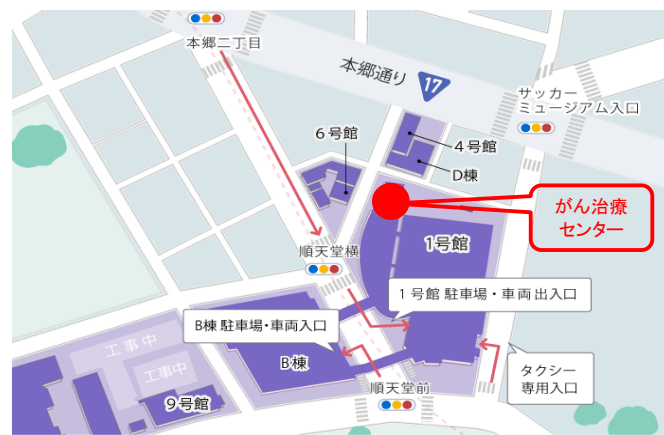 本郷二丁目
本郷通り
17
サッカー
ミュージアム入口
6号館
4号館
D棟
がん治療
センター
順天堂横
1号館
1号館 駐車場・車両出入口
B棟 駐車場・車両入口
工事中
工事中
B棟
9号館
順天堂前
タクシー
専用入口